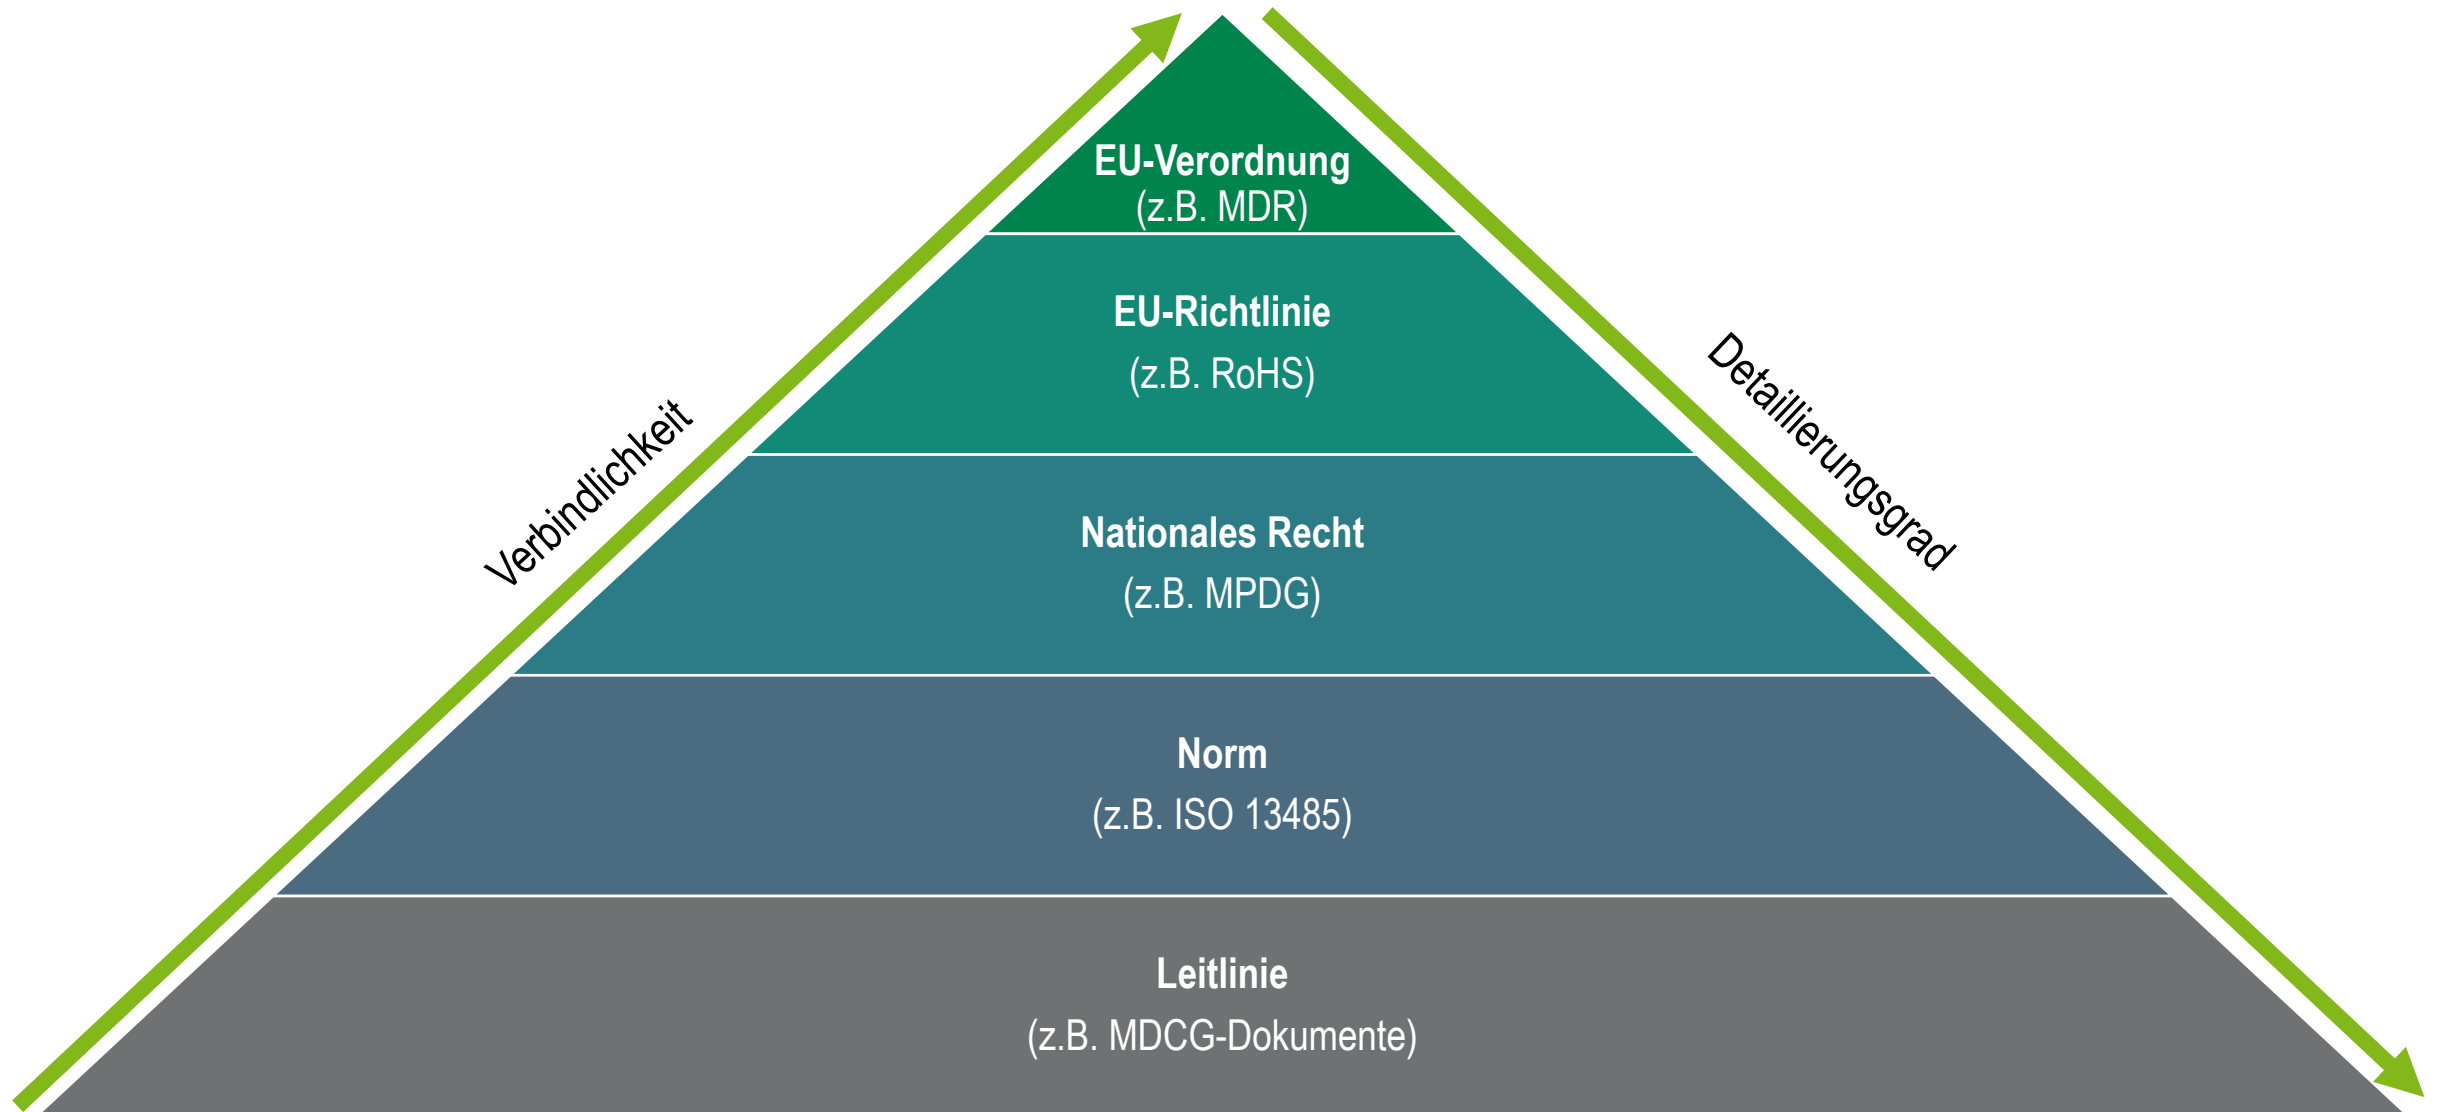 EU-Verordnung
(z.B. MDR)
EU-Richtlinie
(z.B. RoHS)
Verbindlichkeit
Detaillierungsgrad
Nationales Recht
(z.B. MPDG)
Norm
(z.B. ISO 13485)
Leitlinie
(z.B. MDCG-Dokumente)